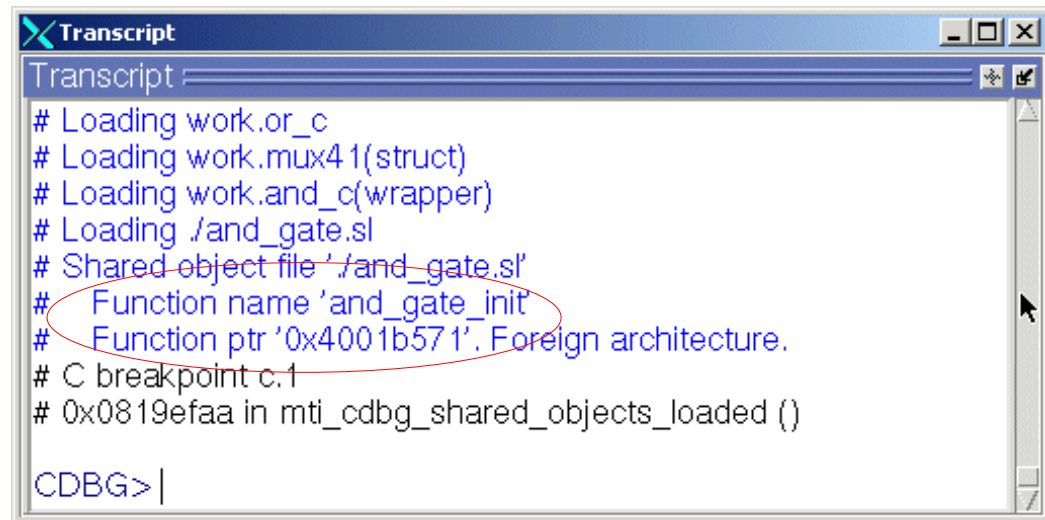 Transcript
Transcript
# Loading work.or_c
# Loading work.mux41(struct)
# Loading work.and_c(wrapper)
# Loading ./and_gate.sl
# Shared object file './and_gate.sl'
#    Function name 'and_gate_init'
#    Function ptr '0x4001b571'. Foreign architecture.
# C breakpoint c.1
# 0x0819efaa in mti_cdbg_shared_objects_loaded ()
CDBG>